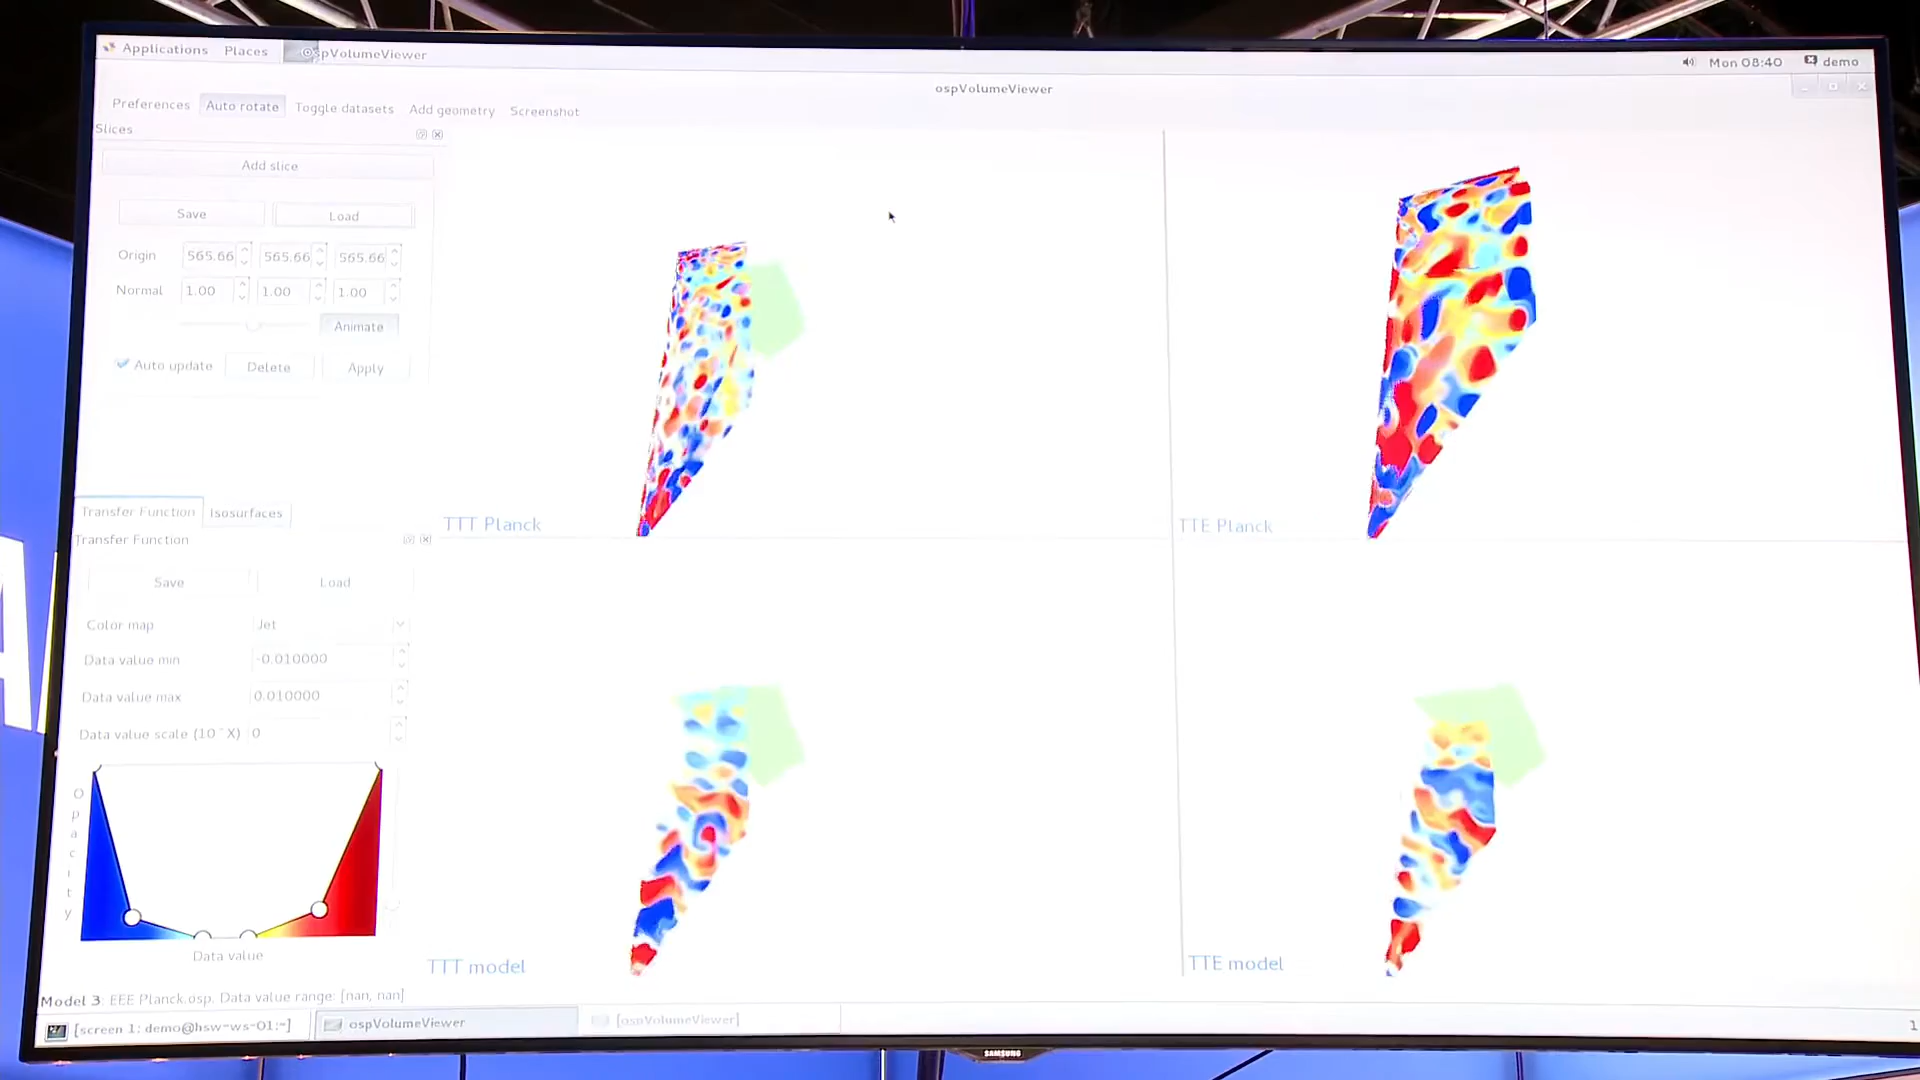 Applications Places ospVolumeViewer Mon 08:40 demo
ospVolumeViewer
Preferences Auto rotate Toggle datasets Add geometry Screenshot
Slices
Add slice
Save Load
Origin 565.66 565.66 565.66
Normal 1.00 1.00 1.00
Animate
Auto update Delete Apply
TTT Planck TTE Planck
Transfer Function Isosurfaces
Transfer Function
Save Load
Color map Jet
Data value min -0.010000
Data value max 0.010000
Data value scale (10^X) 0
Opacity
Data value
TTT model TTE model
Model 3: EEE Planck.osp. Data value range: [nan, nan]
[screen 1: demo@hsw-ws-01:~] ospVolumeViewer [ospVolumeViewer] 1
SAMSUNG